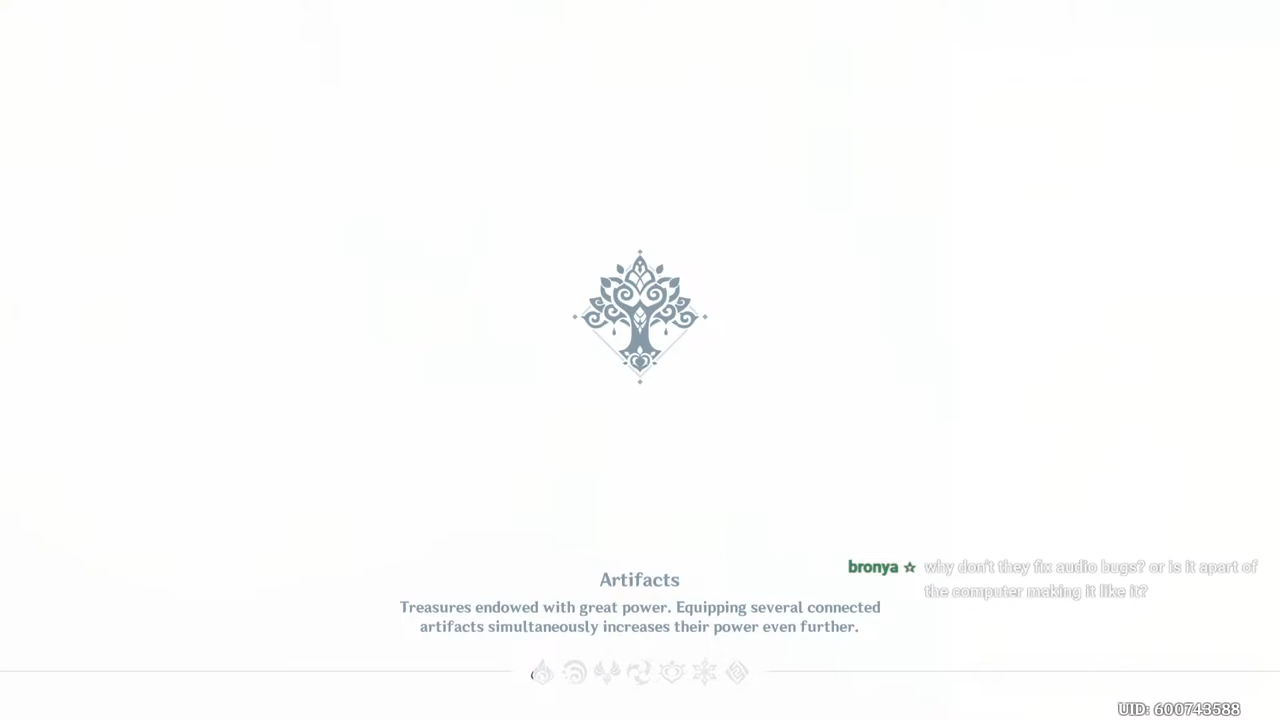 Artifacts
Treasures endowed with great power. Equipping several connected
artifacts simultaneously increases their power even further.
bronya ☆ why don't they fix audio bugs? or is it apart of
the computer making it like it?
UID: 600743588